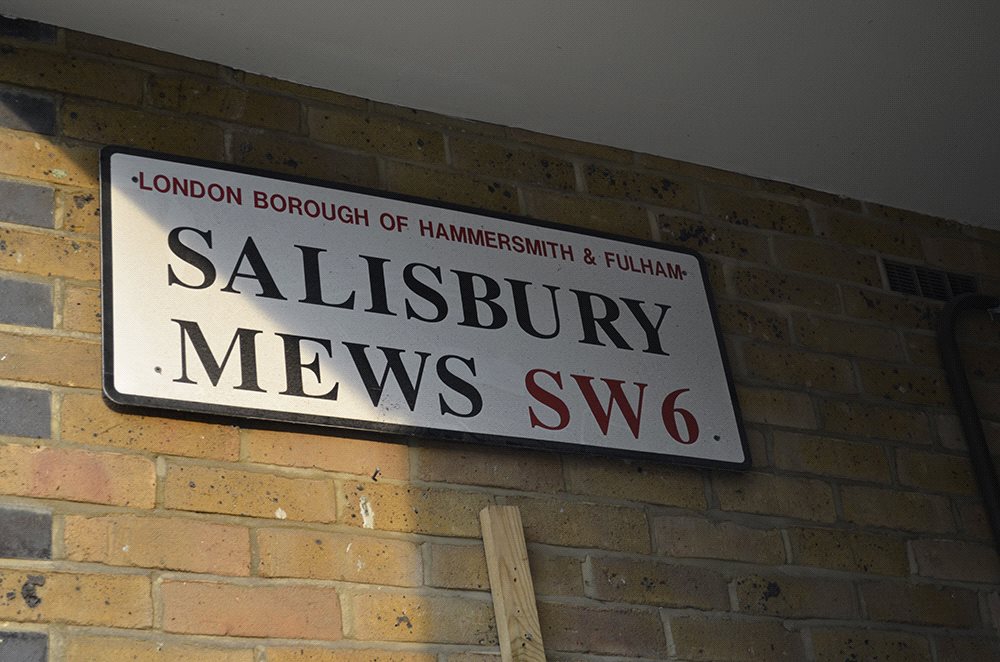 LONDON BOROUGH OF HAMMERSMITH & FULHAM
SALISBURY
MEWS SW6